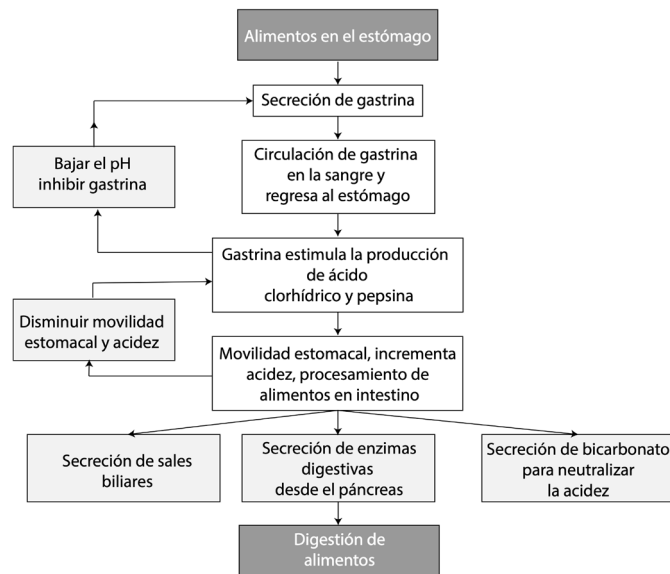 Alimentos en el estómago
Secreción de gastrina
Bajar el pH
inhibir gastrina
Circulación de gastrina
en la sangre y
regresa al estómago
Gastrina estimula la producción
de ácido
clorhídrico y pepsina
Disminuir movilidad
estomacal y acidez
Movilidad estomacal, incrementa
acidez, procesamiento de
alimentos en intestino
Secreción de sales
biliares
Secreción de enzimas
digestivas
desde el páncreas
Secreción de bicarbonato
para neutralizar
la acidez
Digestión de
alimentos